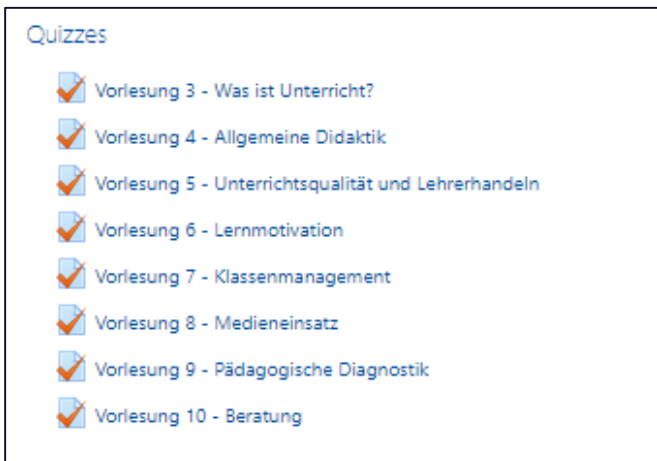 Quizzes
Vorlesung 3 - Was ist Unterricht?
Vorlesung 4 - Allgemeine Didaktik
Vorlesung 5 - Unterrichtsqualität und Lehrerhandeln
Vorlesung 6 - Lernmotivation
Vorlesung 7 - Klassenmanagement
Vorlesung 8 - Medieneinsatz
Vorlesung 9 - Pädagogische Diagnostik
Vorlesung 10 - Beratung